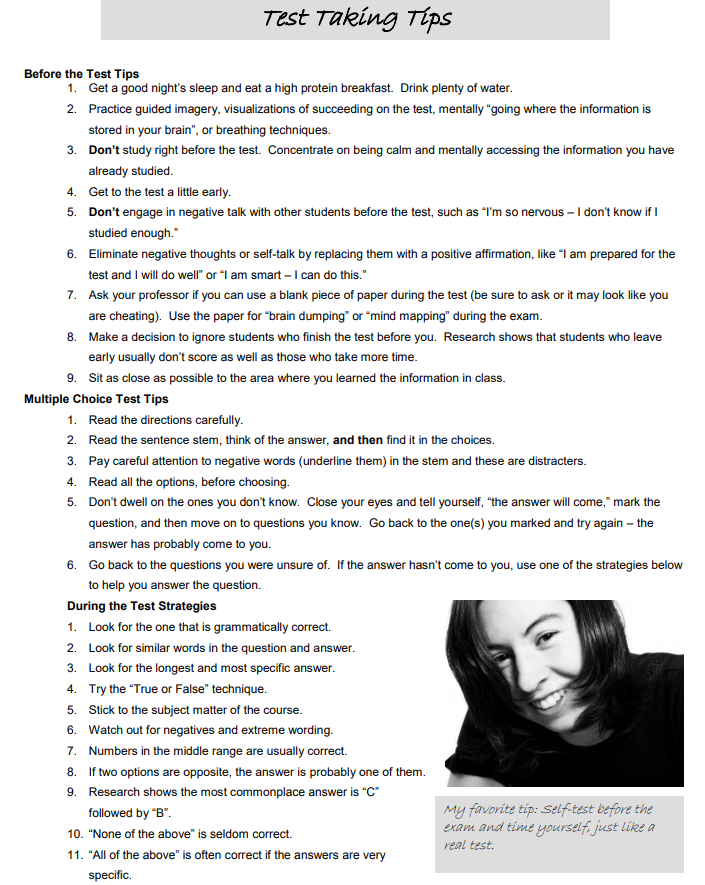 Test Taking Tips
Before the Test Tips
1. Get a good night's sleep and eat a high protein breakfast. Drink plenty of water.
2. Practice guided imagery, visualizations of succeeding on the test, mentally “going where the information is
stored in your brain”, or breathing techniques.
3. Don't study right before the test. Concentrate on being calm and mentally accessing the information you have
already studied.
4. Get to the test a little early.
5. Don't engage in negative talk with other students before the test, such as “I'm so nervous – I don't know if I
studied enough.”
6. Eliminate negative thoughts or self-talk by replacing them with a positive affirmation, like “I am prepared for the
test and I will do well” or “I am smart – I can do this.”
7. Ask your professor if you can use a blank piece of paper during the test (be sure to ask or it may look like you
are cheating). Use the paper for “brain dumping” or “mind mapping” during the exam.
8. Make a decision to ignore students who finish the test before you. Research shows that students who leave
early usually don't score as well as those who take more time.
9. Sit as close as possible to the area where you learned the information in class.
Multiple Choice Test Tips
1. Read the directions carefully.
2. Read the sentence stem, think of the answer, and then find it in the choices.
3. Pay careful attention to negative words (underline them) in the stem and these are distracters.
4. Read all the options, before choosing.
5. Don't dwell on the ones you don't know. Close your eyes and tell yourself, “the answer will come,” mark the
question, and then move on to questions you know. Go back to the one(s) you marked and try again – the
answer has probably come to you.
6. Go back to the questions you were unsure of. If the answer hasn't come to you, use one of the strategies below
to help you answer the question.
During the Test Strategies
1. Look for the one that is grammatically correct.
2. Look for similar words in the question and answer.
3. Look for the longest and most specific answer.
4. Try the “True or False” technique.
5. Stick to the subject matter of the course.
6. Watch out for negatives and extreme wording.
7. Numbers in the middle range are usually correct.
8. If two options are opposite, the answer is probably one of them.
9. Research shows the most commonplace answer is “C”
followed by “B”.
10. “None of the above” is seldom correct.
11. “All of the above” is often correct if the answers are very
specific.
My favorite tip: Self-test before the
exam and time yourself, just like a
real test.